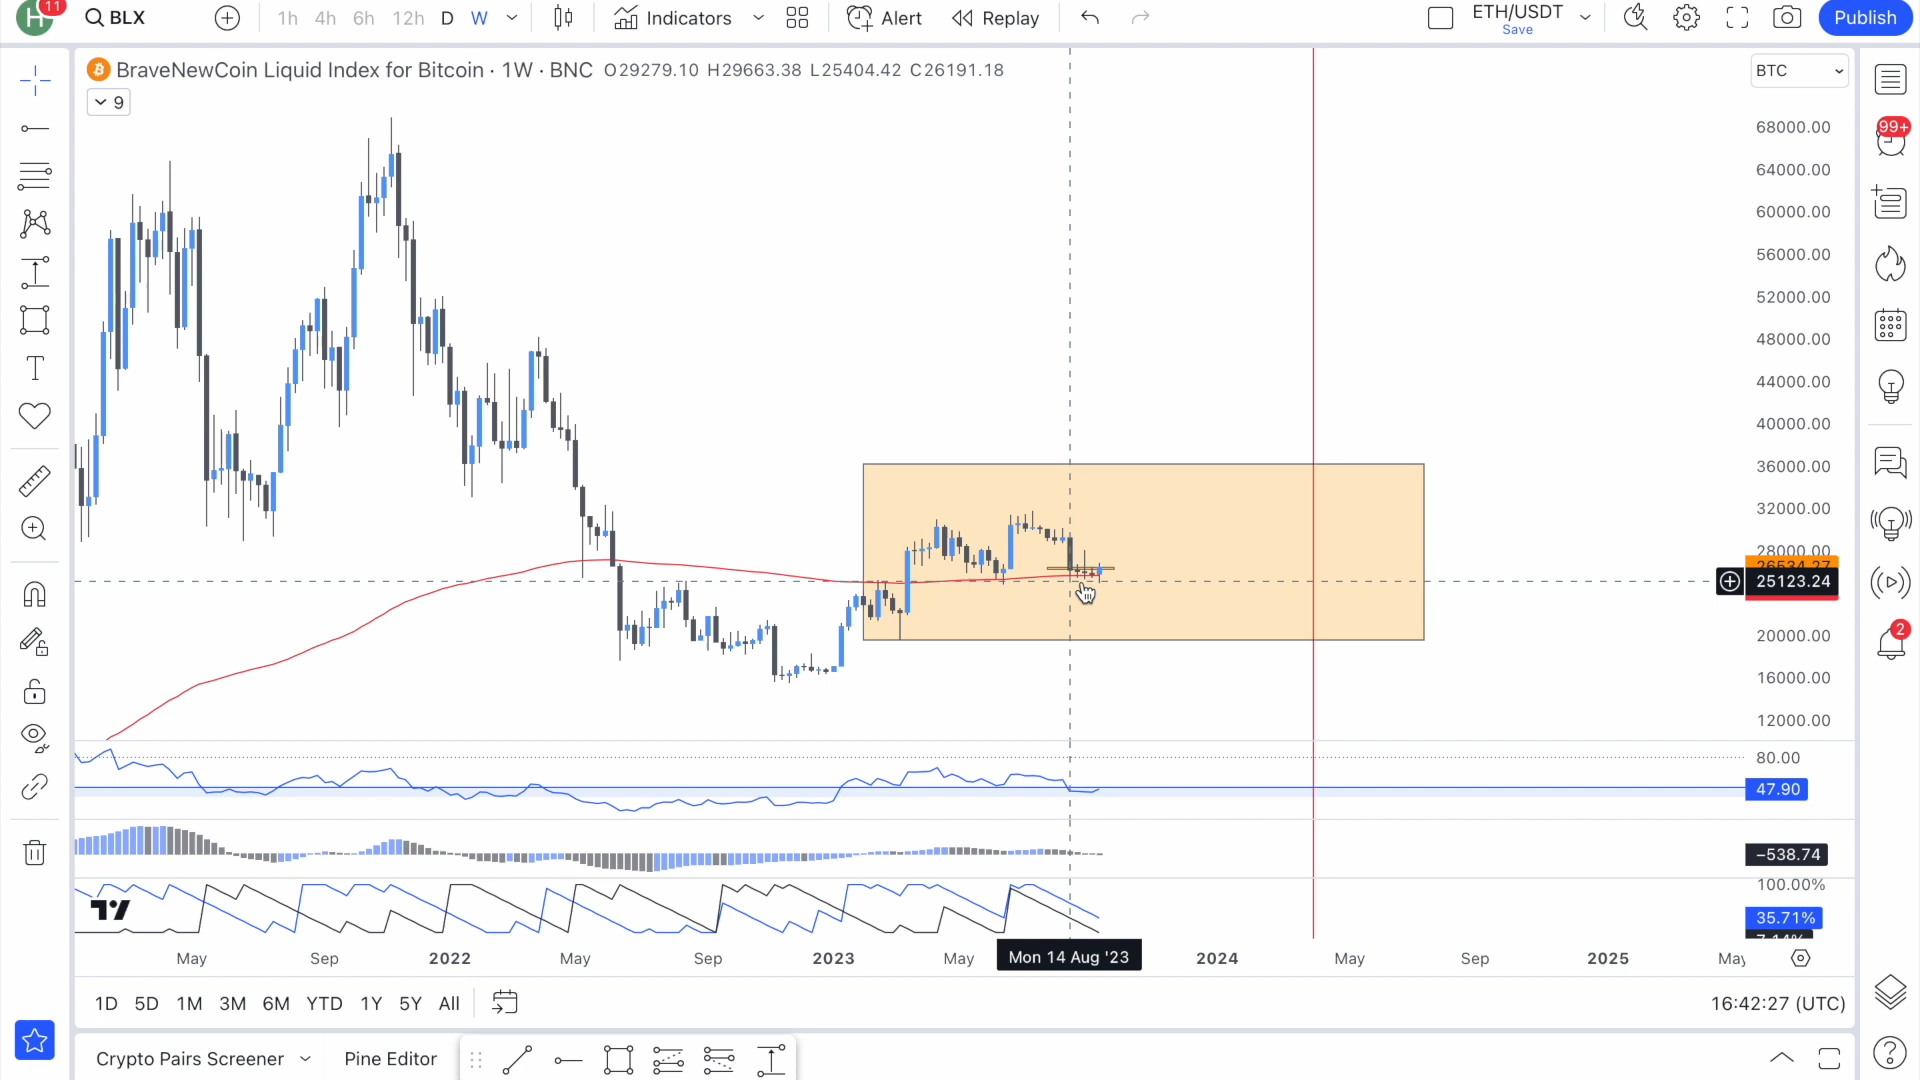 H
11
BLX
1h 4h 6h 12h D W
Indicators
Alert
Replay
ETH/USDT
Save
Publish
BraveNewCoin Liquid Index for Bitcoin · 1W · BNC O29279.10 H29663.38 L25404.42 C26191.18
9
BTC
99+
2
68000.00
64000.00
60000.00
56000.00
52000.00
48000.00
44000.00
40000.00
36000.00
32000.00
28000.00
26534.27
25123.24
20000.00
16000.00
12000.00
80.00
47.90
−538.74
100.00%
35.71%
7.14%
May Sep 2022 May Sep 2023 May Mon 14 Aug '23 2024 May Sep 2025 May
1D 5D 1M 3M 6M YTD 1Y 5Y All
16:42:27 (UTC)
Crypto Pairs Screener
Pine Editor